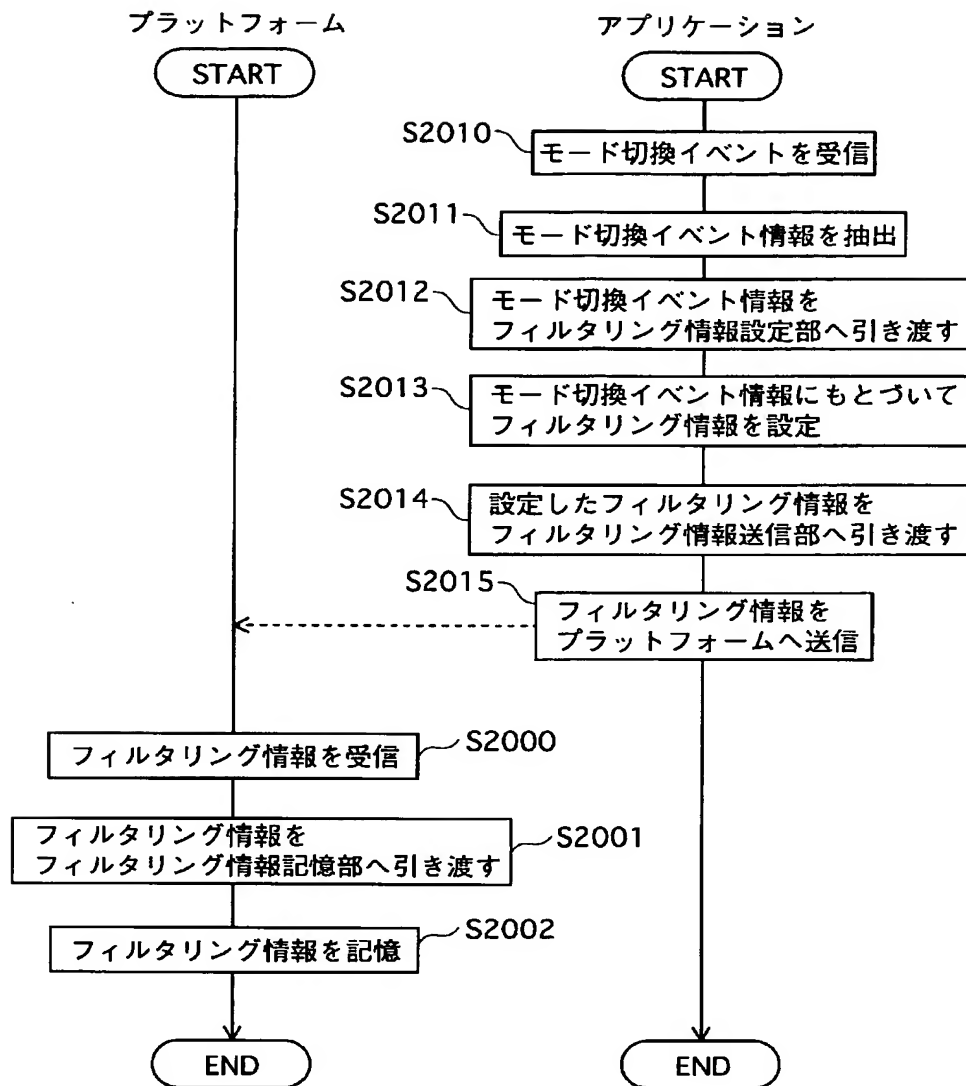 プラットフォーム
アプリケーション
START
START
S2010
モード切換イベントを受信
S2011
モード切換イベント情報を抽出
S2012
モード切換イベント情報を
フィルタリング情報設定部へ引き渡す
S2013
モード切換イベント情報にもとづいて
フィルタリング情報を設定
S2014
設定したフィルタリング情報を
フィルタリング情報送信部へ引き渡す
S2015
フィルタリング情報を
プラットフォームへ送信
フィルタリング情報を受信
S2000
フィルタリング情報を
フィルタリング情報記憶部へ引き渡す
S2001
フィルタリング情報を記憶
S2002
END
END